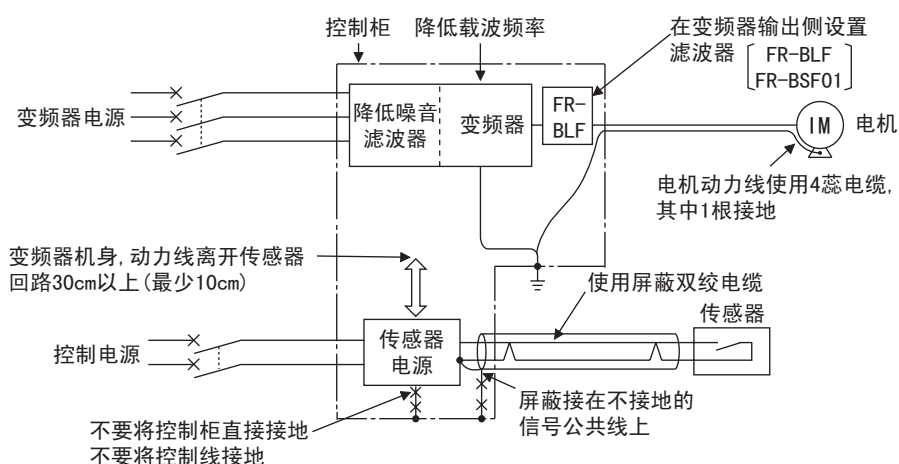 控制柜
降低载波频率
在变频器输出侧设置
滤波器
FR-BLF
FR-BSF01
变频器电源
降低噪音
滤波器
变频器
FR-
BLF
IM
电机
电机动力线使用4蕊电缆,
其中1根接地
变频器机身,动力线离开传感器
回路30cm以上(最少10cm)
使用屏蔽双绞电缆
传感器
控制电源
传感器
电源
屏蔽接在不接地的
信号公共线上
不要将控制柜直接接地
不要将控制线接地